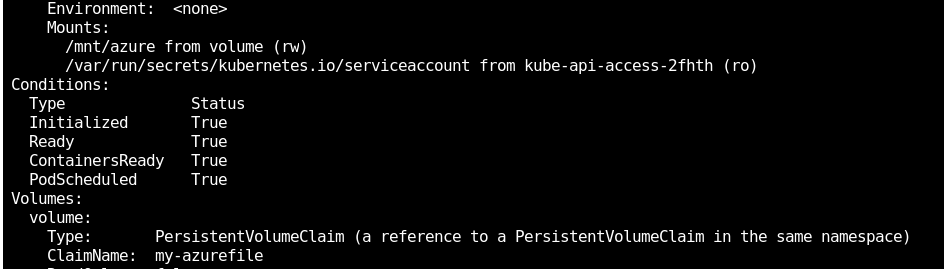 Environment:  <none>
Mounts:
/mnt/azure from volume (rw)
/var/run/secrets/kubernetes.io/serviceaccount from kube-api-access-2fhth (ro)
Conditions:
Type              Status
Initialized       True
Ready             True
ContainersReady   True
PodScheduled      True
Volumes:
volume:
Type:       PersistentVolumeClaim (a reference to a PersistentVolumeClaim in the same namespace)
ClaimName:  my-azurefile